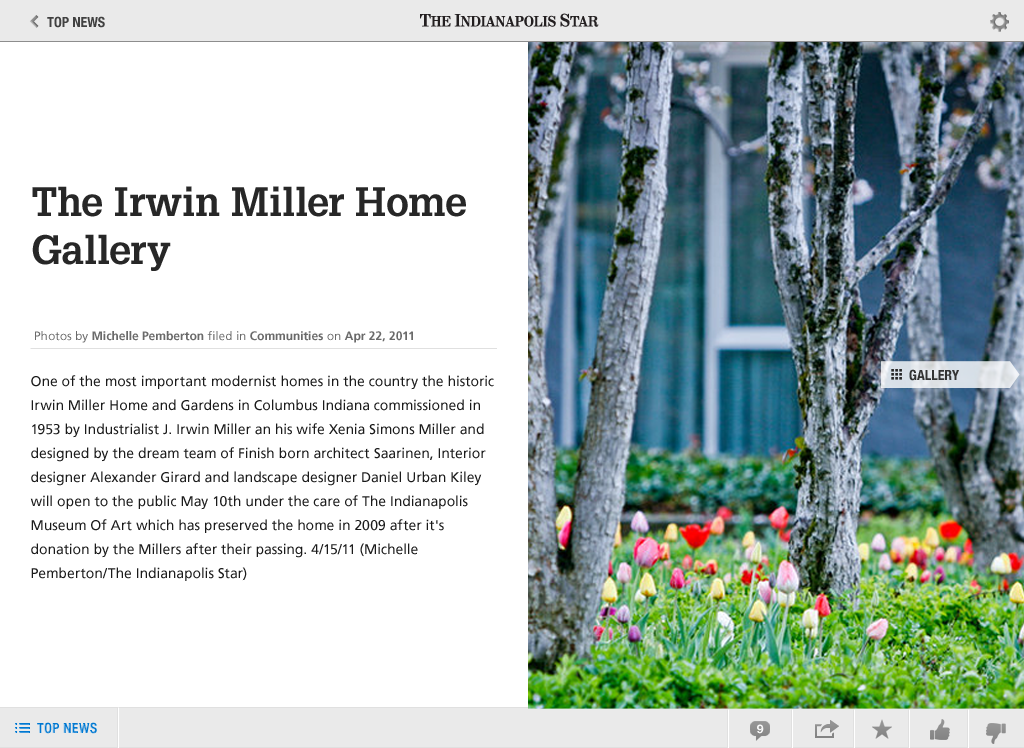 TOP NEWS
THE INDIANAPOLIS STAR
The Irwin Miller Home
Gallery
Photos by Michelle Pemberton filed in Communities on Apr 22, 2011
One of the most important modernist homes in the country the historic
Irwin Miller Home and Gardens in Columbus Indiana commissioned in
1953 by Industrialist J. Irwin Miller an his wife Xenia Simons Miller and
designed by the dream team of Finish born architect Saarinen, Interior
designer Alexander Girard and landscape designer Daniel Urban Kiley
will open to the public May 10th under the care of The Indianapolis
Museum Of Art which has preserved the home in 2009 after it's
donation by the Millers after their passing. 4/15/11 (Michelle
Pemberton/The Indianapolis Star)
GALLERY
TOP NEWS
9